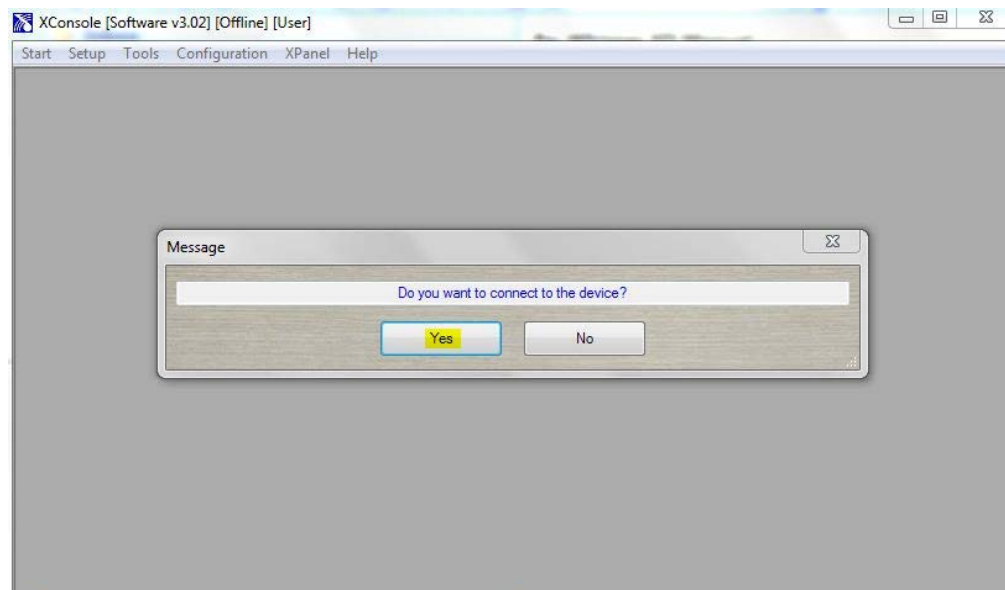 XConsole [Software v3.02] [Offline] [User]
Start Setup Tools Configuration XPanel Help
Message
Do you want to connect to the device?
Yes No